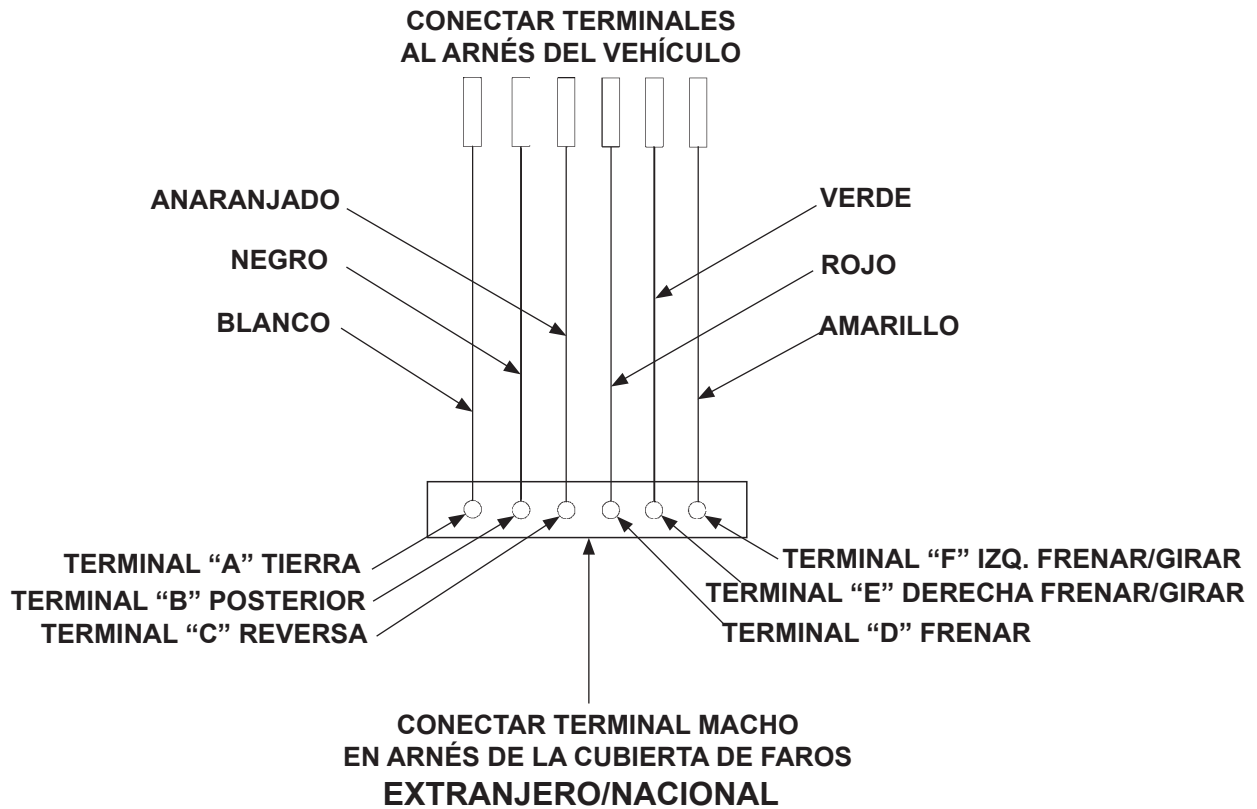 CONECTAR TERMINALES
AL ARNÉS DEL VEHÍCULO
ANARANJADO
NEGRO
BLANCO
VERDE
ROJO
AMARILLO
TERMINAL “A” TIERRA
TERMINAL “B” POSTERIOR
TERMINAL “C” REVERSA
TERMINAL “F” IZQ. FRENAR/GIRAR
TERMINAL “E” DERECHA FRENAR/GIRAR
TERMINAL “D” FRENAR
CONECTAR TERMINAL MACHO
EN ARNÉS DE LA CUBIERTA DE FAROS
EXTRANJERO/NACIONAL